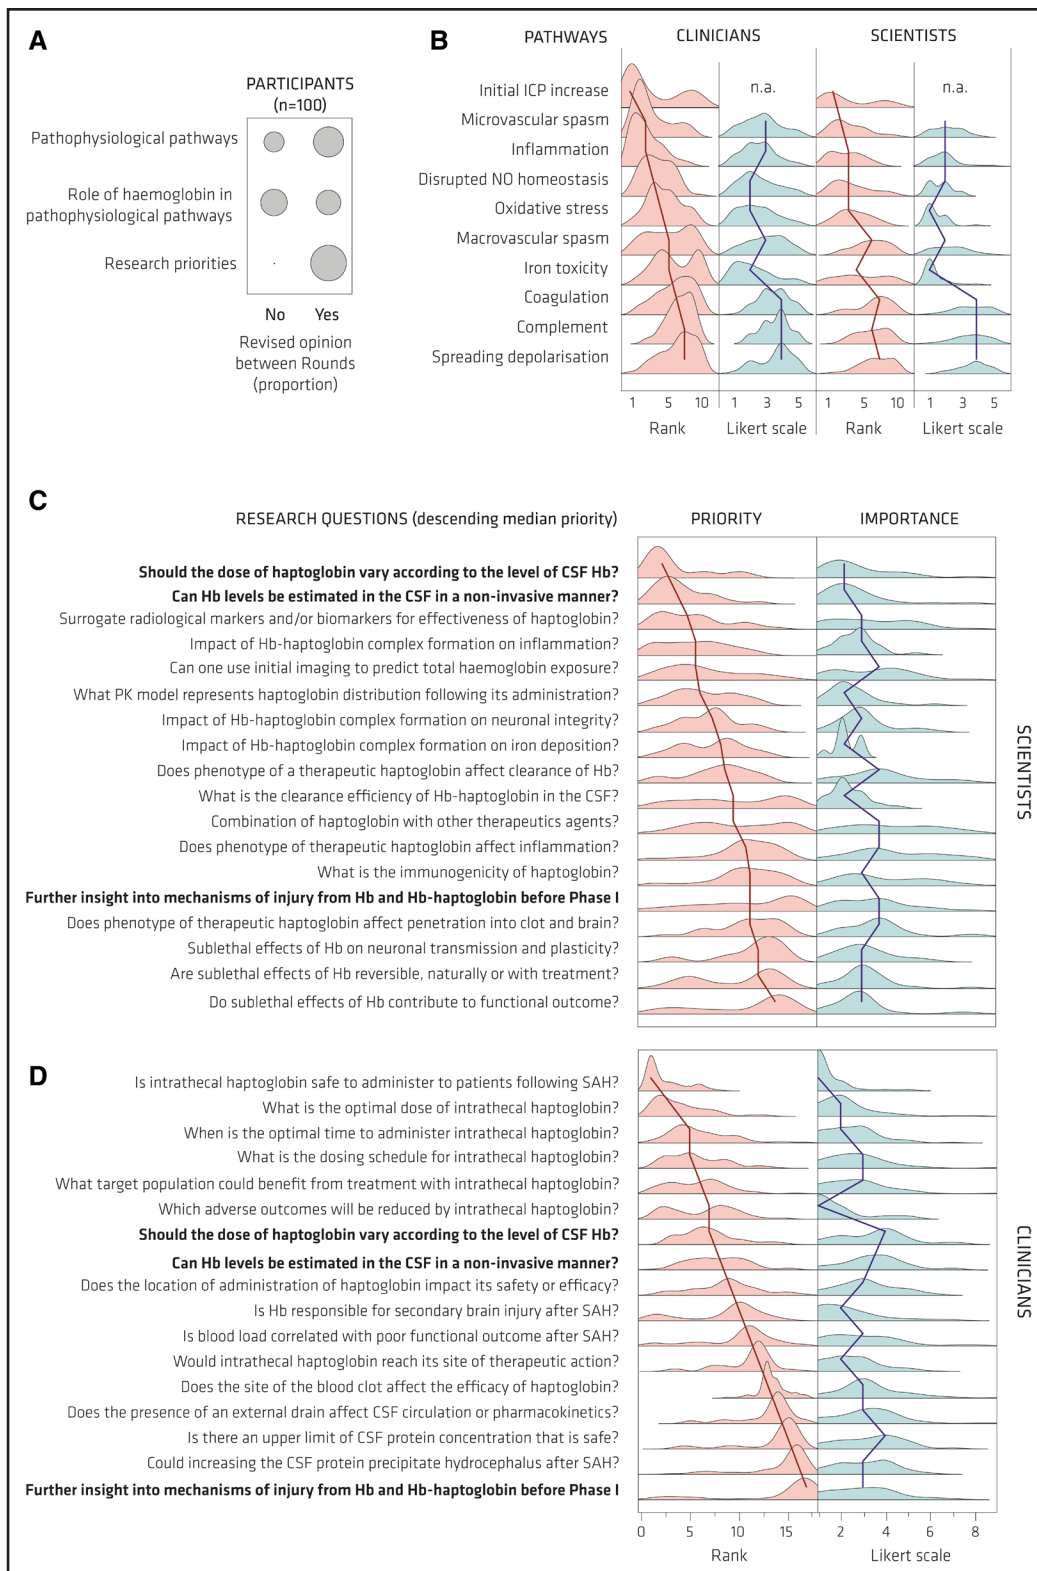 A
PARTICIPANTS
(n=100)
Pathophysiological pathways
Role of haemoglobin in
pathophysiological pathways
Research priorities
No Yes
Revised opinion
between Rounds
(proportion)
B
PATHWAYS CLINICIANS SCIENTISTS
Initial ICP increase n.a. n.a.
Microvascular spasm
Inflammation
Disrupted NO homeostasis
Oxidative stress
Macrovascular spasm
Iron toxicity
Coagulation
Complement
Spreading depolarisation
1 5 10 1 3 5 1 5 10 1 3 5
Rank Likert scale Rank Likert scale
C
RESEARCH QUESTIONS (descending median priority) PRIORITY IMPORTANCE
Should the dose of haptoglobin vary according to the level of CSF Hb?
Can Hb levels be estimated in the CSF in a non-invasive manner?
Surrogate radiological markers and/or biomarkers for effectiveness of haptoglobin?
Impact of Hb-haptoglobin complex formation on inflammation?
Can one use initial imaging to predict total haemoglobin exposure?
What PK model represents haptoglobin distribution following its administration?
Impact of Hb-haptoglobin complex formation on neuronal integrity?
Impact of Hb-haptoglobin complex formation on iron deposition?
Does phenotype of a therapeutic haptoglobin affect clearance of Hb?
What is the clearance efficiency of Hb-haptoglobin in the CSF?
Combination of haptoglobin with other therapeutics agents?
Does phenotype of therapeutic haptoglobin affect inflammation?
What is the immunogenicity of haptoglobin?
Further insight into mechanisms of injury from Hb and Hb-haptoglobin before Phase I
Does phenotype of therapeutic haptoglobin affect penetration into clot and brain?
Sublethal effects of Hb on neuronal transmission and plasticity?
Are sublethal effects of Hb reversible, naturally or with treatment?
Do sublethal effects of Hb contribute to functional outcome?
SCIENTISTS
D
Is intrathecal haptoglobin safe to administer to patients following SAH?
What is the optimal dose of intrathecal haptoglobin?
When is the optimal time to administer intrathecal haptoglobin?
What is the dosing schedule for intrathecal haptoglobin?
What target population could benefit from treatment with intrathecal haptoglobin?
Which adverse outcomes will be reduced by intrathecal haptoglobin?
Should the dose of haptoglobin vary according to the level of CSF Hb?
Can Hb levels be estimated in the CSF in a non-invasive manner?
Does the location of administration of haptoglobin impact its safety or efficacy?
Is Hb responsible for secondary brain injury after SAH?
Is blood load correlated with poor functional outcome after SAH?
Would intrathecal haptoglobin reach its site of therapeutic action?
Does the site of the blood clot affect the efficacy of haptoglobin?
Does the presence of an external drain affect CSF circulation or pharmacokinetics?
Is there an upper limit of CSF protein concentration that is safe?
Could increasing the CSF protein precipitate hydrocephalus after SAH?
Further insight into mechanisms of injury from Hb and Hb-haptoglobin before Phase I
CLINICIANS
0 5 10 15 2 4 6 8
Rank Likert scale